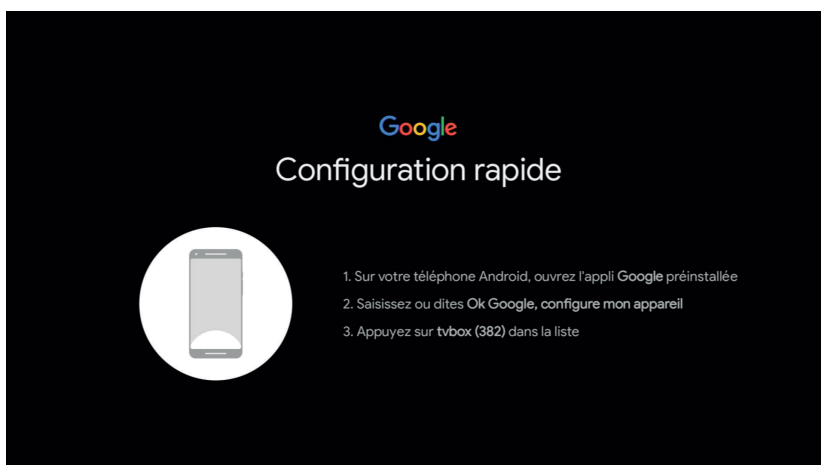 Google
Configuration rapide
1. Sur votre téléphone Android, ouvrez l'appli Google préinstallée
2. Saisissez ou dites Ok Google, configure mon appareil
3. Appuyez sur tvbox (382) dans la liste